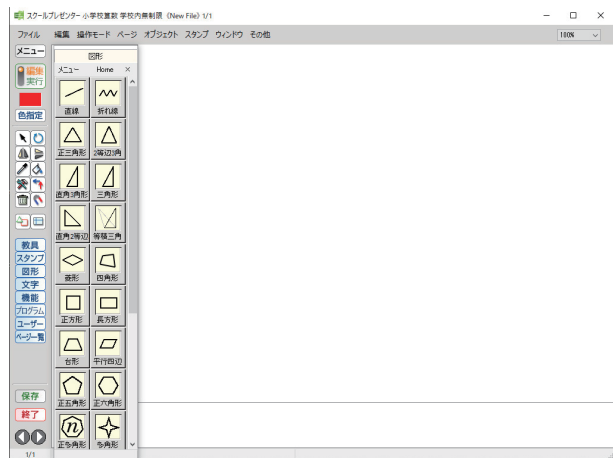 スクールプレゼンター 小学校算数 学校内無制限 (New File) 1/1
ファイル 編集 操作モード ページ オブジェクト スタンプ ウィンドウ その他 100%
メニュー
図形
メニュー Home ×
編集
実行
直線 折れ線
色指定
正三角形 2等辺3角
直角3角形 三角形
直角2等辺 等積三角
教具
スタンプ
図形
文字
機能
プログラム
ユーザー
ページ一覧
菱形 四角形
正方形 長方形
台形 平行四辺
正五角形 正六角形
保存
終了
n
正多角形 多角形
1/1